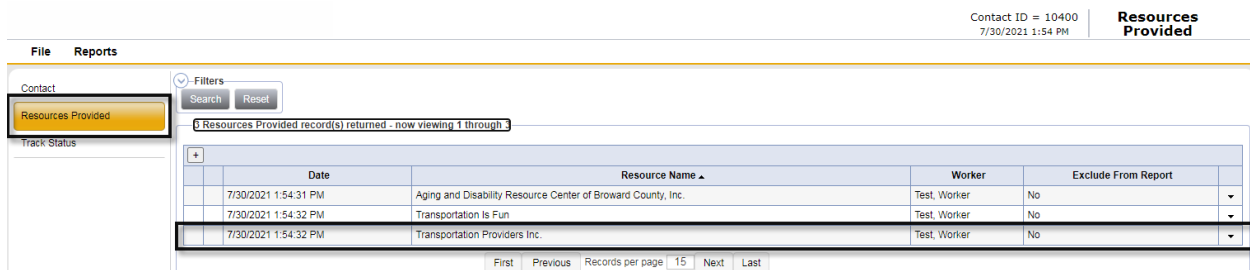 Contact ID = 10400
7/30/2021 1:54 PM
Resources
Provided
File Reports
Contact
Resources Provided
Track Status
Filters
Search Reset
3 Resources Provided record(s) returned - now viewing 1 through 3
+
Date Resource Name Worker Exclude From Report
7/30/2021 1:54:31 PM Aging and Disability Resource Center of Broward County, Inc. Test, Worker No
7/30/2021 1:54:32 PM Transportation Is Fun Test, Worker No
7/30/2021 1:54:32 PM Transportation Providers Inc. Test, Worker No
First Previous Records per page 15 Next Last